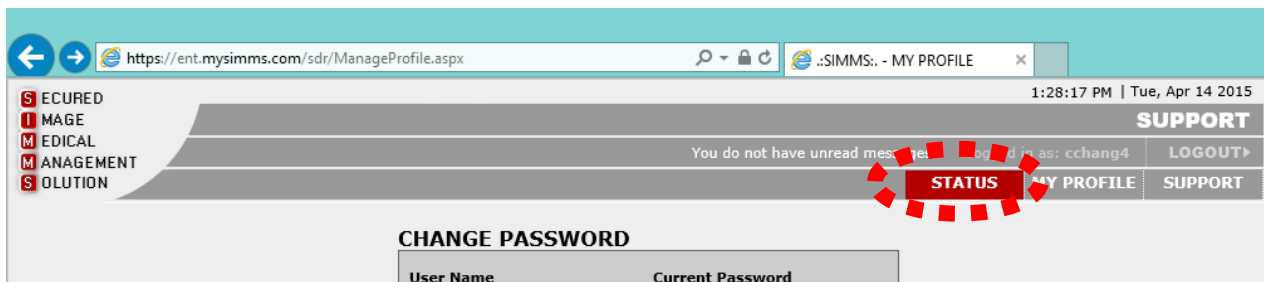 https://ent.mysimms.com/sdr/ManageProfile.aspx
.:SIMMS:. - MY PROFILE
1:28:17 PM | Tue, Apr 14 2015
SECURED
IMAGE
MEDICAL
MANAGEMENT
SOLUTION
SUPPORT
You do not have unread in as: cchang4 LOGOUT
STATUS MY PROFILE SUPPORT
CHANGE PASSWORD
User Name Current Password